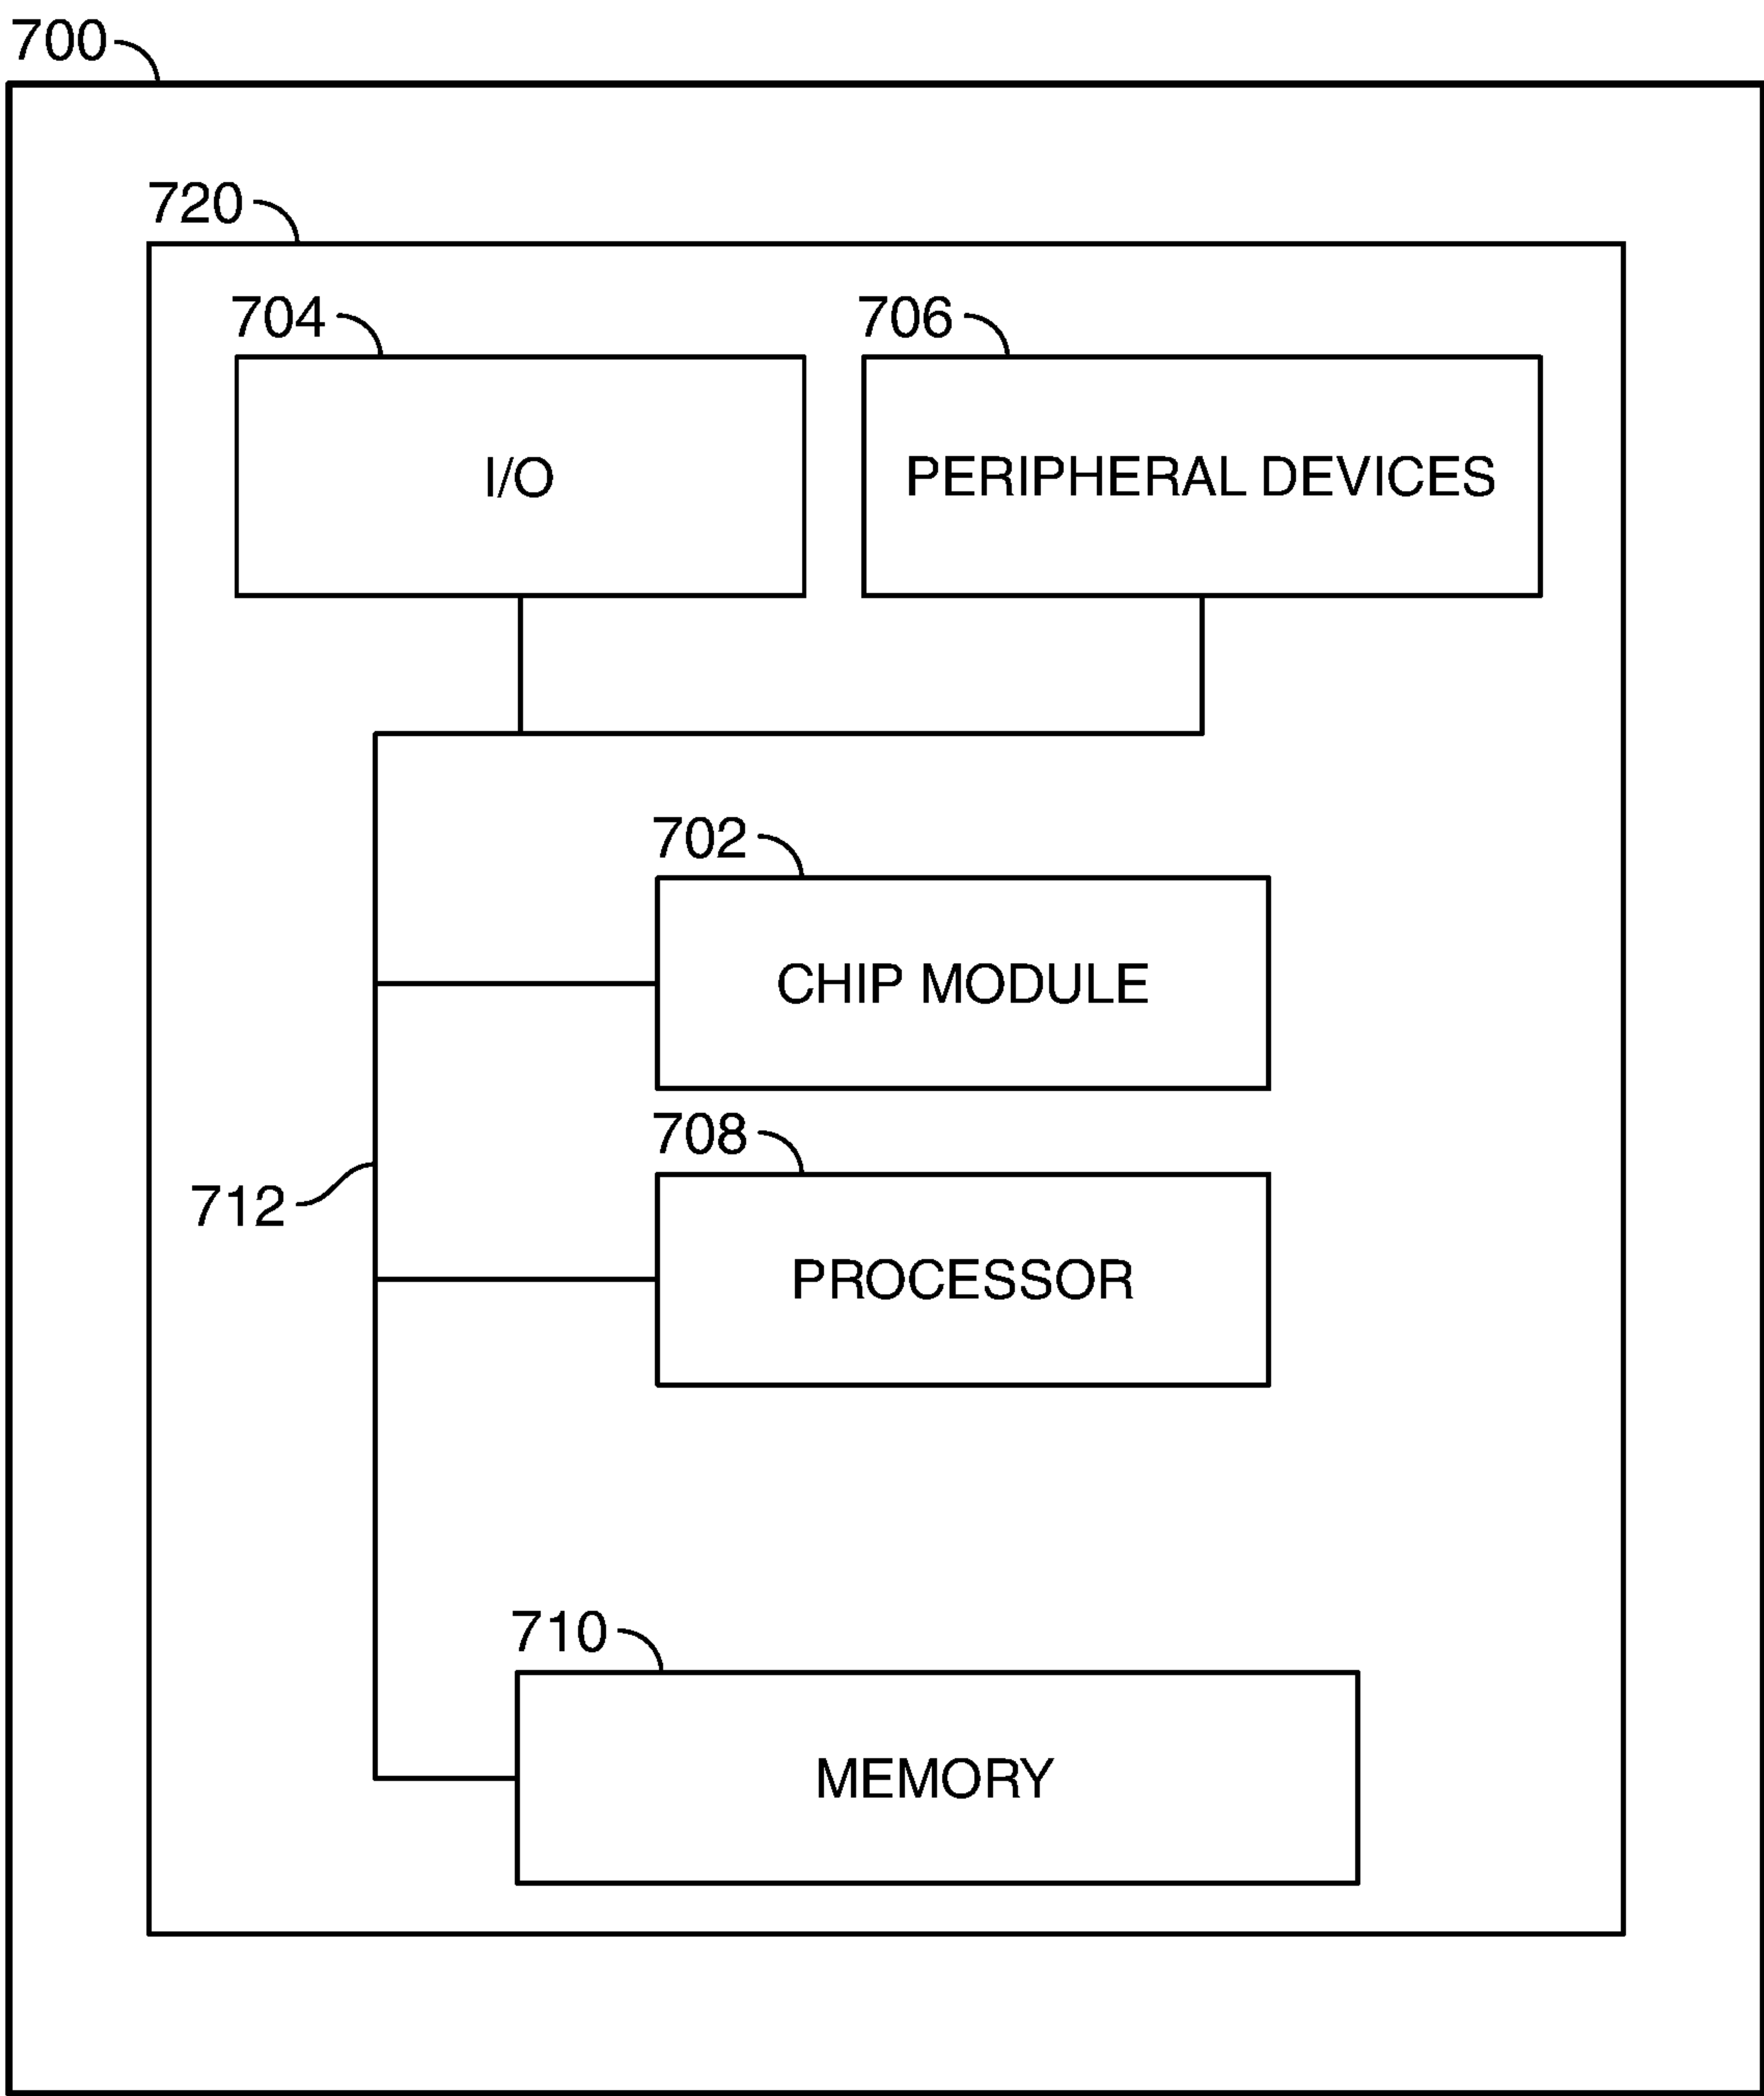 700
720
704
706
I/O
PERIPHERAL DEVICES
702
CHIP MODULE
708
712
PROCESSOR
710
MEMORY